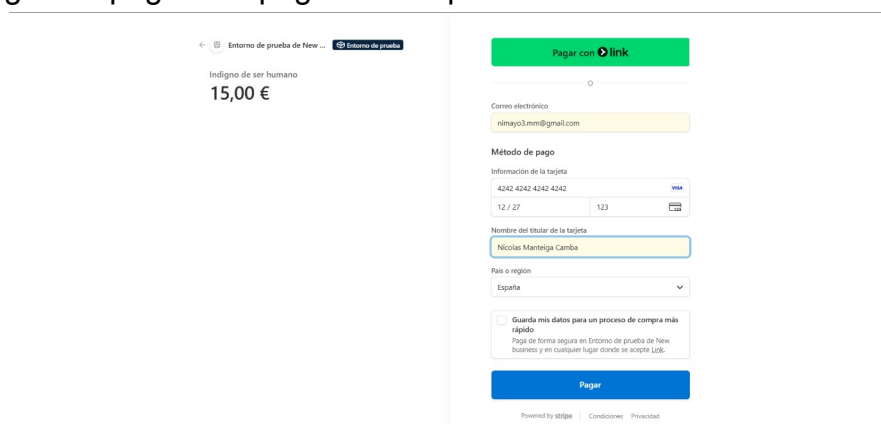 ← Entorno de prueba de New ... Entorno de prueba
Indigno de ser humano
15,00 €
Pagar con link
O
Correo electrónico
nimayo3.mm@gmail.com
Método de pago
Información de la tarjeta
4242 4242 4242 4242 VISA
12 / 27 123
Nombre del titular de la tarjeta
Nicolas Manteiga Camba
País o región
España
Guarda mis datos para un proceso de compra más
rápido
Paga de forma segura en Entorno de prueba de New
business y en cualquier lugar donde se acepte Link.
Pagar
Powered by stripe | Condiciones Privacidad